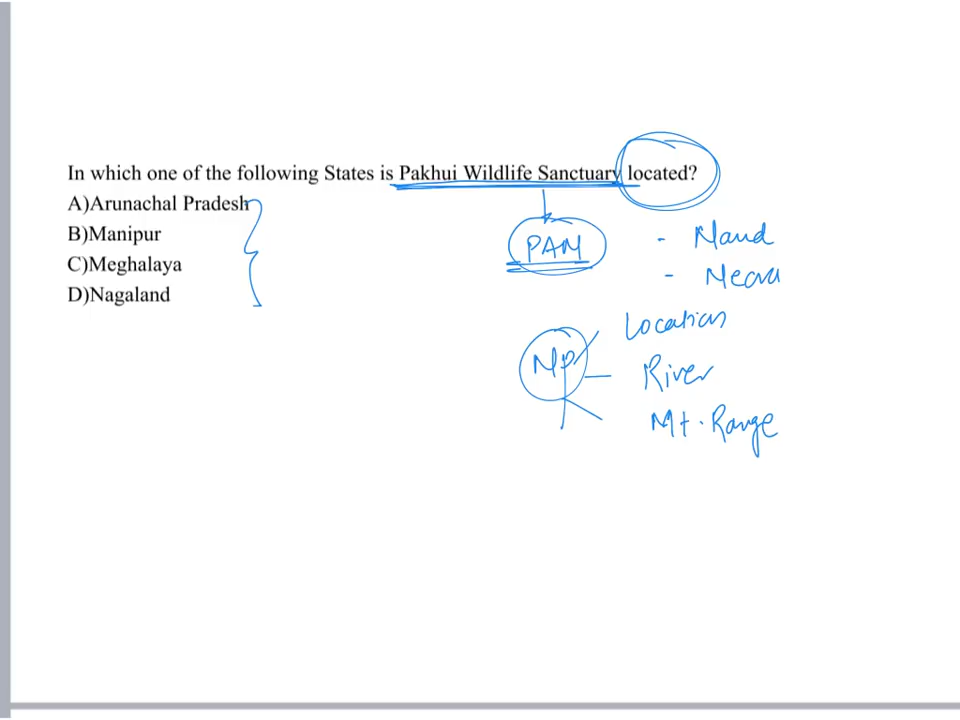 In which one of the following States is Pakhui Wildlife Sanctuary located?
A)Arunachal Pradesh
B)Manipur
C)Meghalaya
D)Nagaland
PAM
- Neora
NP
Location
River
Mt. Range